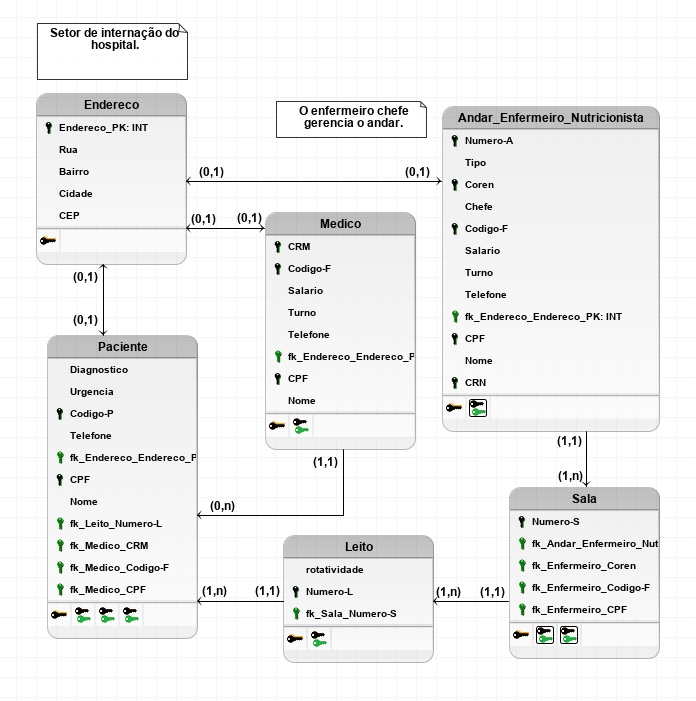 Setor de internação do
hospital.
O enfermeiro chefe
gerencia o andar.
Endereco
Endereco_PK: INT
Rua
Bairro
Cidade
CEP
(0,1)
(0,1)
(0,1)
(0,1)
(0,1)
(0,1)
Andar_Enfermeiro_Nutricionista
Numero-A
Tipo
Coren
Chefe
Codigo-F
Salario
Turno
Telefone
fk_Endereco_Endereco_PK: INT
CPF
Nome
CRN
Medico
CRM
Codigo-F
Salario
Turno
Telefone
fk_Endereco_Endereco_P
CPF
Nome
Paciente
Diagnostico
Urgencia
Codigo-P
Telefone
fk_Endereco_Endereco_P
CPF
Nome
fk_Leito_Numero-L
fk_Medico_CRM
fk_Medico_Codigo-F
fk_Medico_CPF
(1,1)
(0,n)
(1,1)
(1,n)
Sala
Numero-S
fk_Andar_Enfermeiro_Nut
fk_Enfermeiro_Coren
fk_Enfermeiro_Codigo-F
fk_Enfermeiro_CPF
Leito
rotatividade
Numero-L
fk_Sala_Numero-S
(1,n)
(1,1)
(1,n)
(1,1)